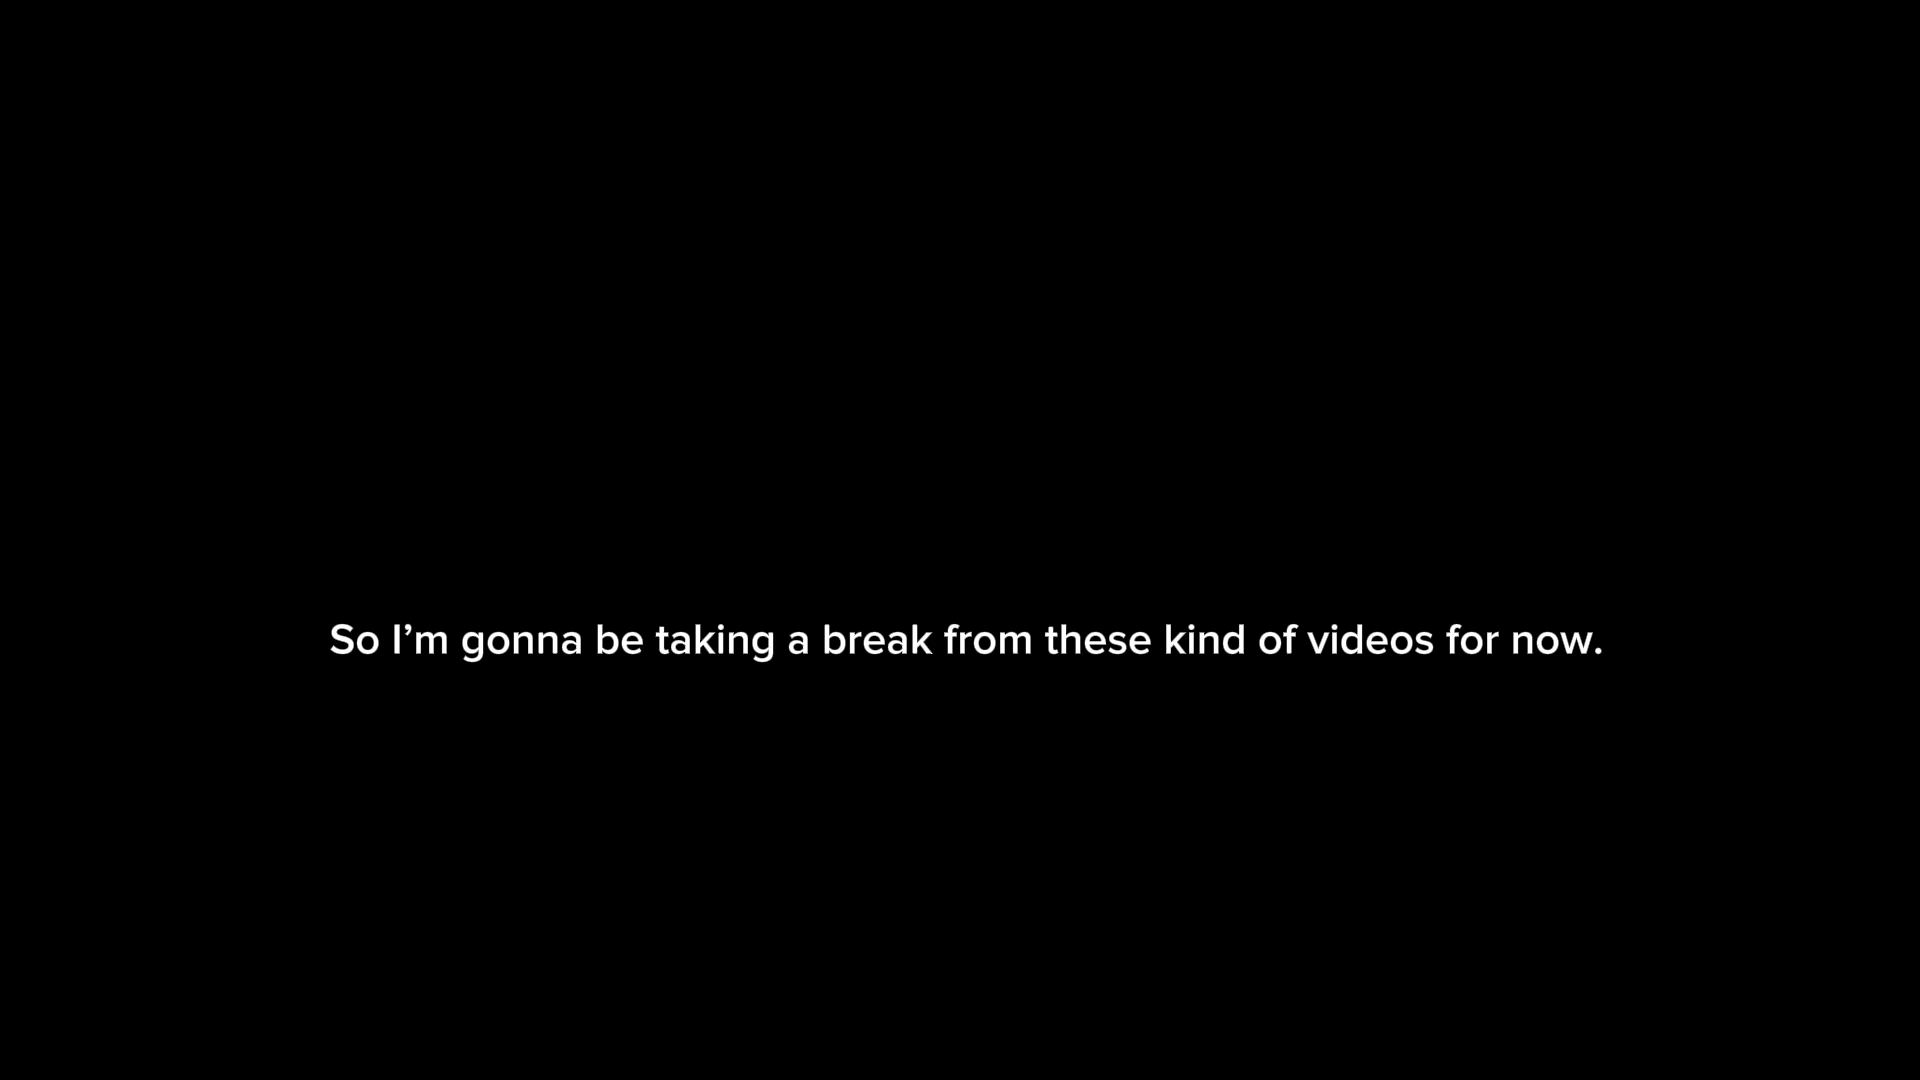 So I’m gonna be taking a break from these kind of videos for now.